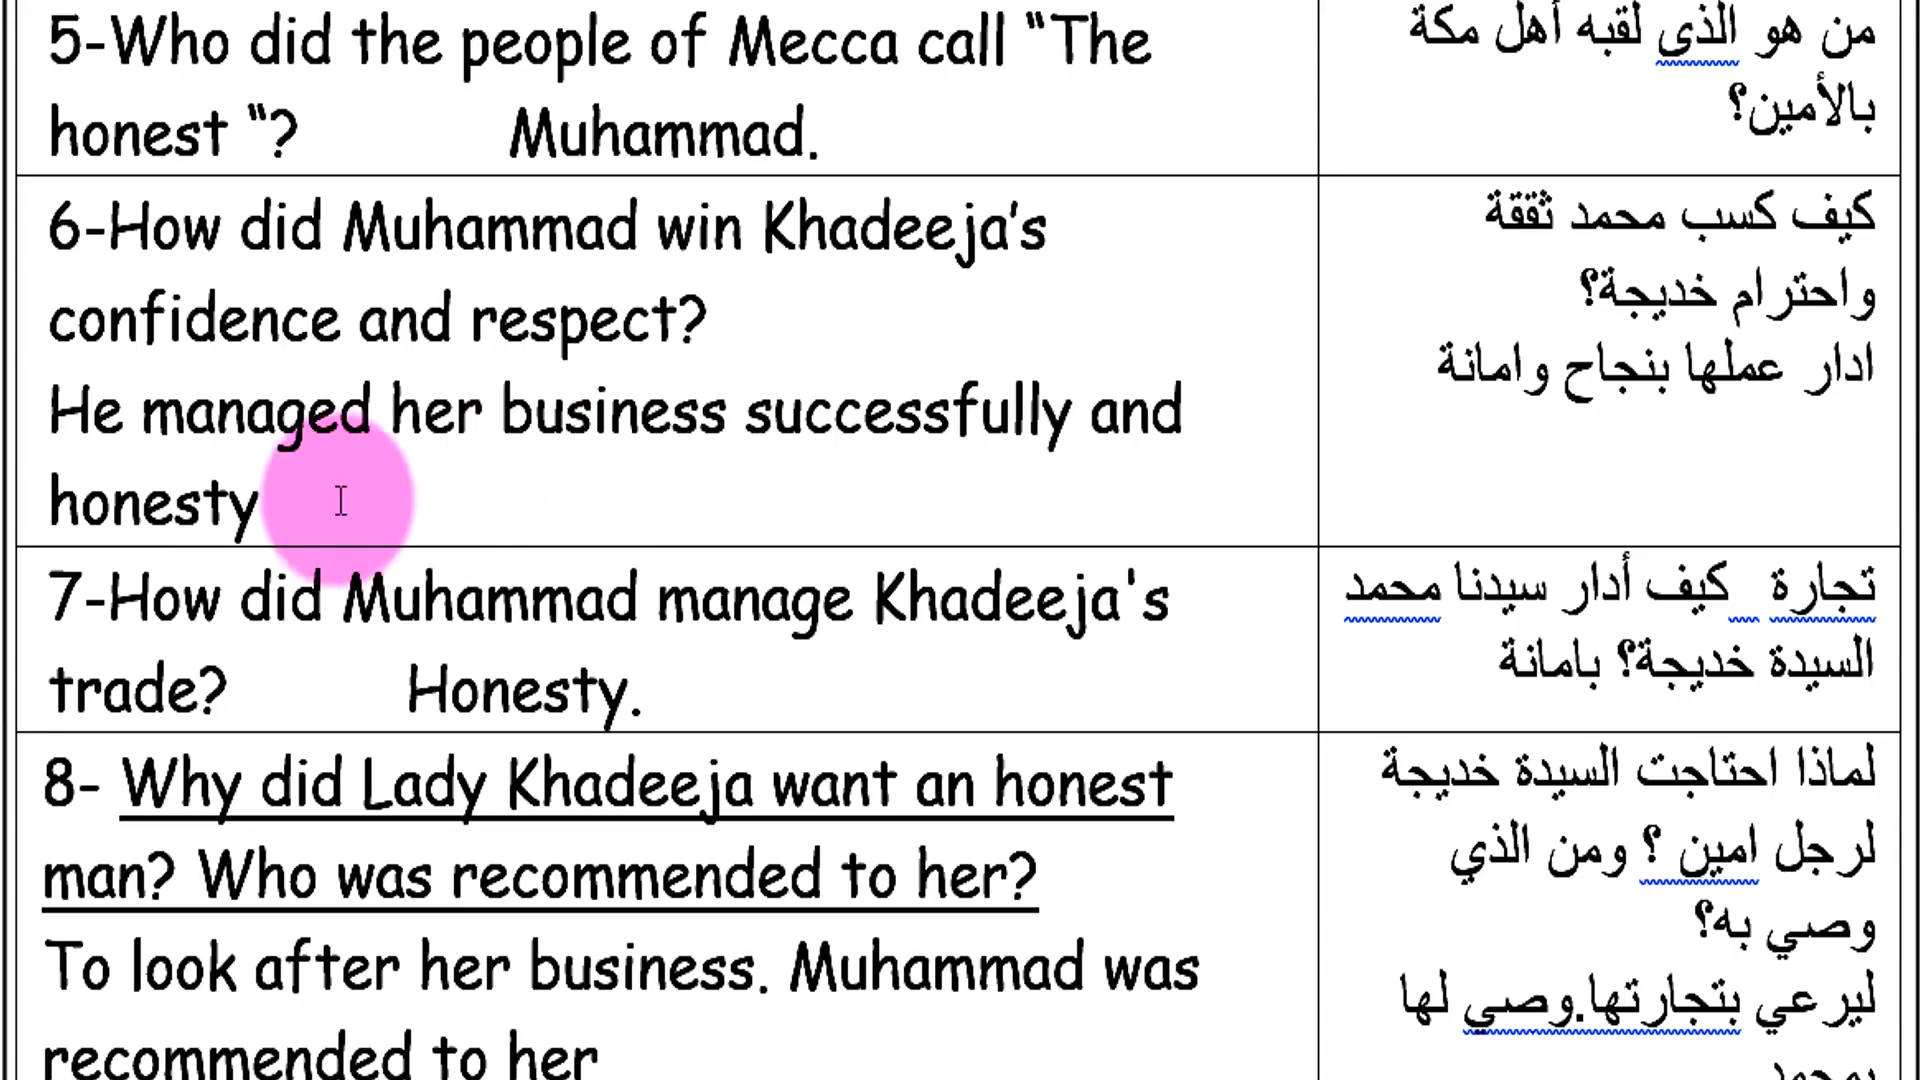 5-Who did the people of Mecca call “The
honest “? Muhammad.
من هو الذي لقبه أهل مكة
بالأمين؟
6-How did Muhammad win Khadeeja’s
confidence and respect?
He managed her business successfully and
honesty
كيف كسب محمد ثققة
واحترام خديجة؟
ادار عملها بنجاح وامانة
7-How did Muhammad manage Khadeeja's
trade? Honesty.
تجارة كيف أدار سيدنا محمد
السيدة خديجة؟ بامانة
8- Why did Lady Khadeeja want an honest
man? Who was recommended to her?
To look after her business. Muhammad was
recommended to her
لماذا احتاجت السيدة خديجة
لرجل امين ؟ ومن الذي
وصي به؟
ليرعي بتجارتها.وصي لها